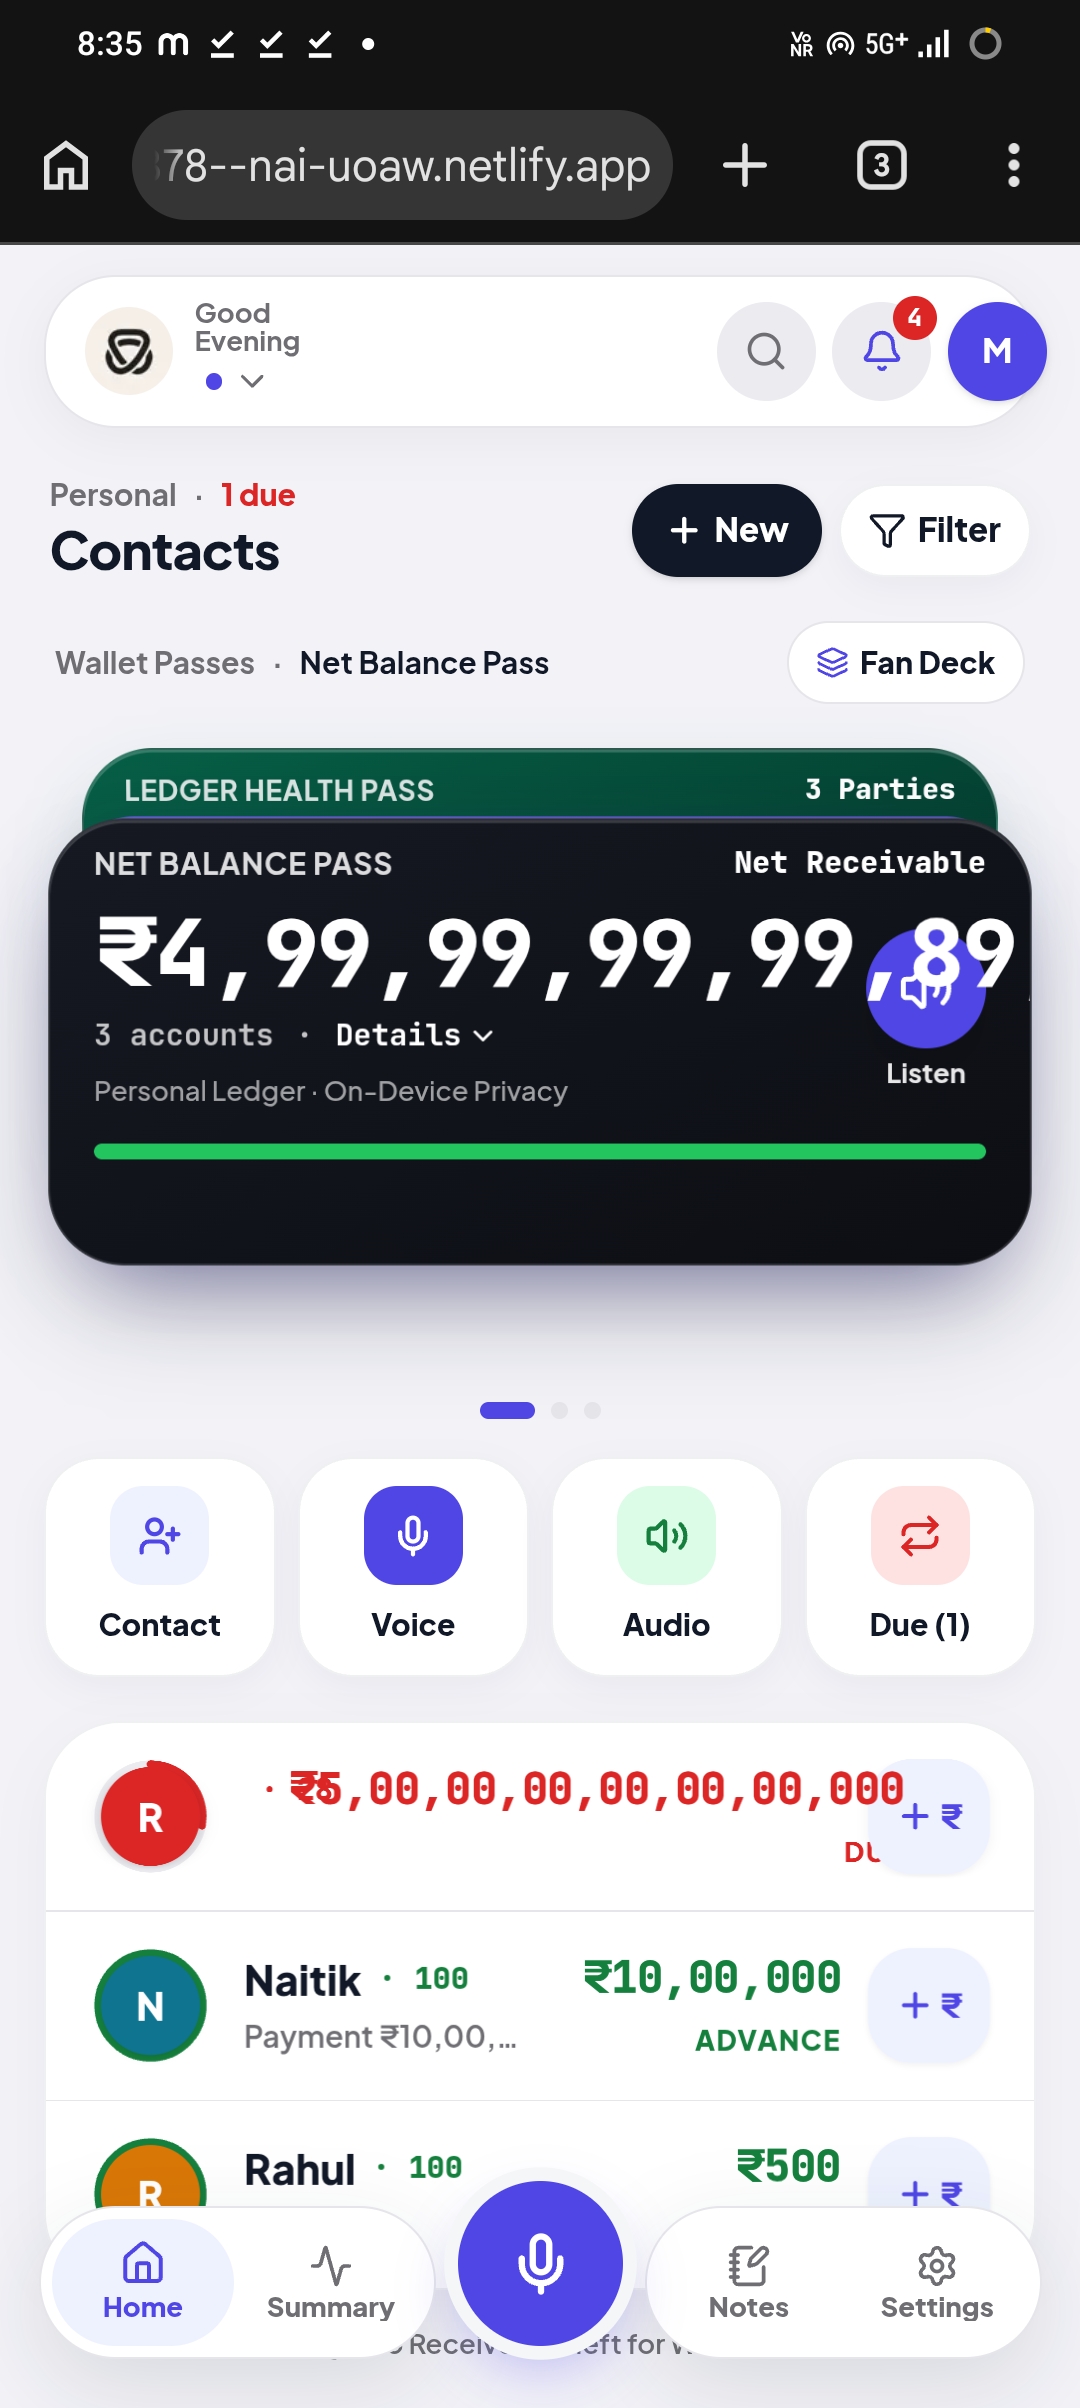 8:35
VoNR 5G+
78--nai-uoaw.netlify.app
3
Good
Evening
4
M
Personal · 1 due
Contacts
+ New
Filter
Wallet Passes · Net Balance Pass
Fan Deck
LEDGER HEALTH PASS
3 Parties
NET BALANCE PASS
Net Receivable
₹4,99,99,99,99,89
3 accounts · Details
Listen
Personal Ledger · On-Device Privacy
Contact
Voice
Audio
Due (1)
R
· ₹5,00,00,00,00,00,00,000
+ ₹
N
Naitik · 100
₹10,00,000
+ ₹
Payment ₹10,00,...
ADVANCE
R
Rahul · 100
₹500
+ ₹
Home
Summary
Notes
Settings
for